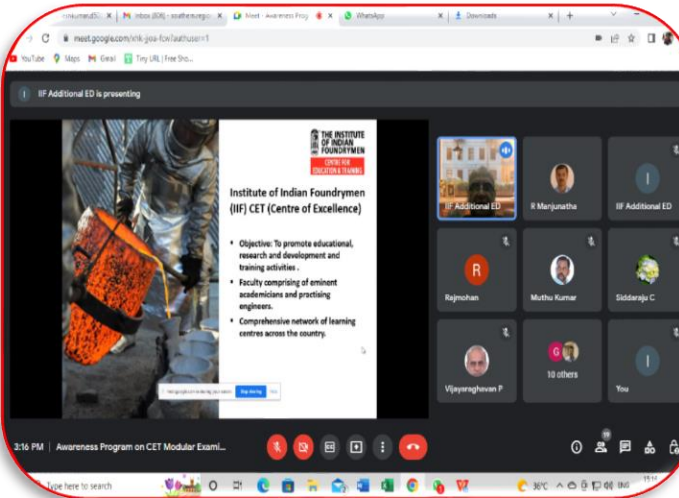 Inbox (806) - southernregio
Meet - Awareness Prog
WhatsApp
Downloads
YouTube
Maps
Gmail
Tiny URL | Free Sho...
I
IIF Additional ED is presenting
THE INSTITUTE
OF INDIAN
FOUNDRYMEN
CENTRE FOR
EDUCATION & TRAINING
Institute of Indian Foundrymen
(IIF) CET (Centre of Excellence)
• Objective: To promote educational,
research and development and
training activities .
• Faculty comprising of eminent
academicians and practising
engineers.
• Comprehensive network of learning
centres across the country.
Stop sharing
Hide
IIF Additional ED
R Manjunatha
I
IIF Additional ED
R
Rajmohan
Muthu Kumar
Siddaraju C
Vijayaraghavan P
G
10 others
I
You
3:16 PM | Awareness Program on CET Modular Exami...
19
Type here to search
36°C
ENG